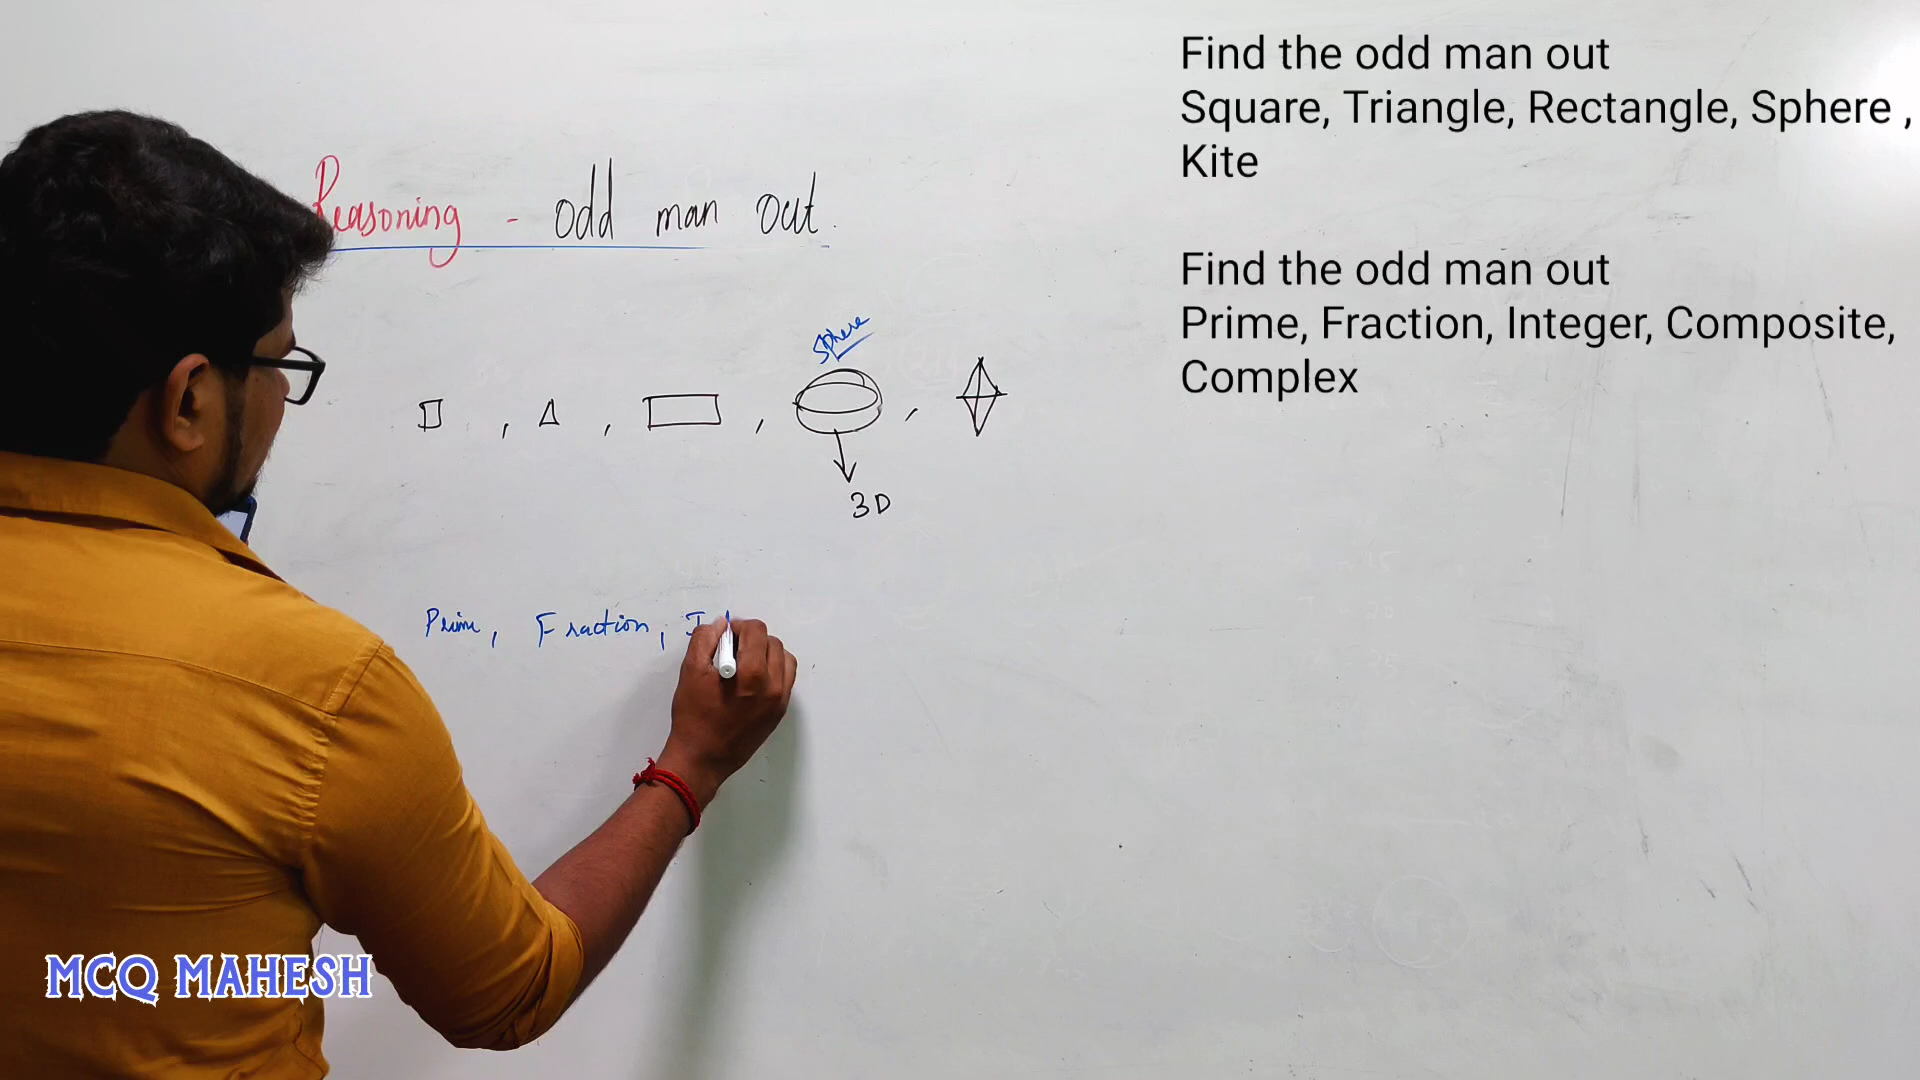 Find the odd man out
Square, Triangle, Rectangle, Sphere ,
Kite
Find the odd man out
Prime, Fraction, Integer, Composite,
Complex
Reasoning - odd man out.
Sphere
, , , ,
3D
Prime, Fraction, I
MCQ MAHESH